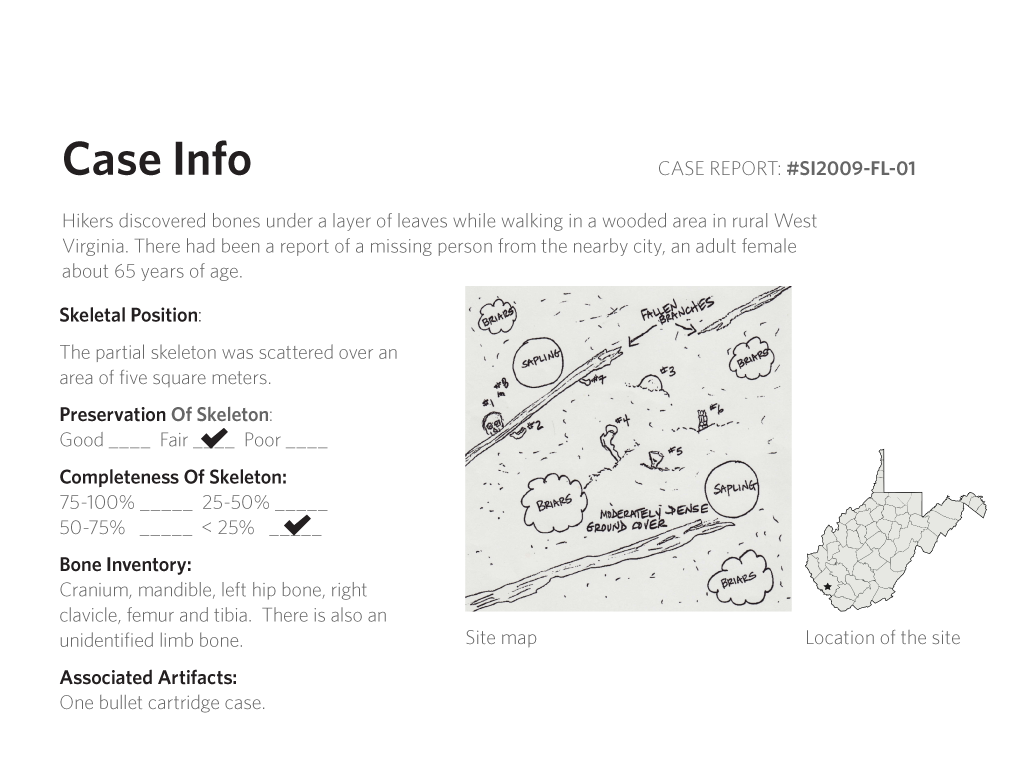 Case Info
CASE REPORT: #SI2009-FL-01
Hikers discovered bones under a layer of leaves while walking in a wooded area in rural West
Virginia. There had been a report of a missing person from the nearby city, an adult female
about 65 years of age.
Skeletal Position:
The partial skeleton was scattered over an
area of five square meters.
Preservation Of Skeleton:
Good ____ Fair ____ Poor ____
Completeness Of Skeleton:
75-100% _____ 25-50% _____
50-75% _____ < 25% _____
Bone Inventory:
Cranium, mandible, left hip bone, right
clavicle, femur and tibia. There is also an
unidentified limb bone.
Associated Artifacts:
One bullet cartridge case.
BRIARS
FALLEN
BRANCHES
SAPLING
BRIARS
#7
#3
#8
#1
#2
#4
#6
#5
BRIARS
SAPLING
MODERATELY DENSE
GROUND COVER
BRIARS
Site map
Location of the site